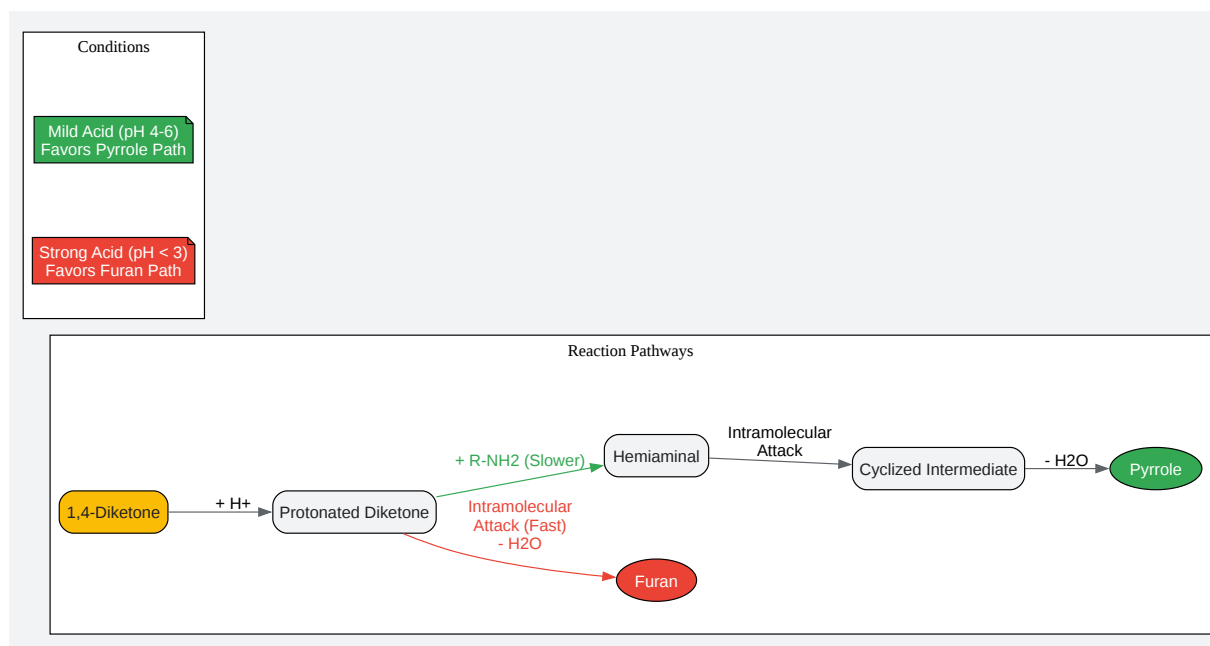 Conditions
Mild Acid (pH 4-6)
Favors Pyrrole Path
Strong Acid (pH < 3)
Favors Furan Path
Reaction Pathways
1,4-Diketone
+ H+
Protonated Diketone
+ R-NH2 (Slower)
Hemiaminal
Intramolecular
Attack
Cyclized Intermediate
- H2O
Pyrrole
Intramolecular
Attack (Fast)
- H2O
Furan